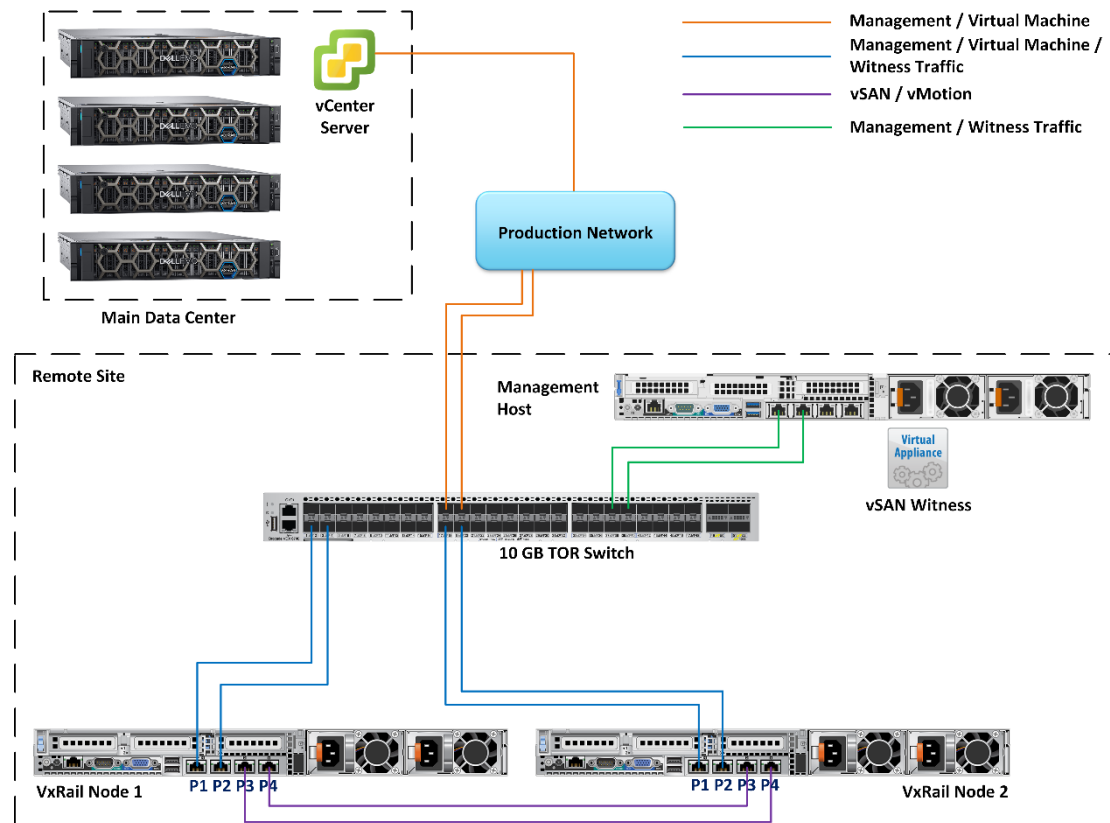 Management / Virtual Machine
Management / Virtual Machine /
Witness Traffic
vSAN / vMotion
Management / Witness Traffic
vCenter
Server
Main Data Center
Production Network
Remote Site
Management
Host
Virtual
Appliance
vSAN Witness
10 GB TOR Switch
P1 P2 P3 P4
VxRail Node 1
P1 P2 P3 P4
VxRail Node 2